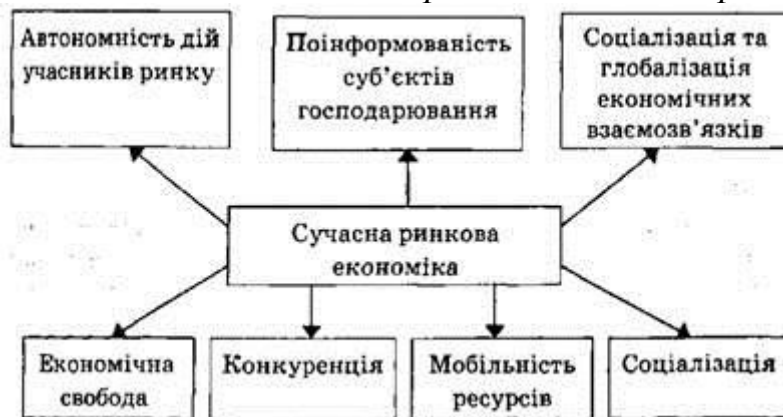 Автономність дій
учасників ринку
Поінформованість
суб’єктів
господарювання
Соціалізація та
глобалізація
економічних
взаємозв’язків
Сучасна ринкова
економіка
Економічна
свобода
Конкуренція
Мобільність
ресурсів
Соціалізація